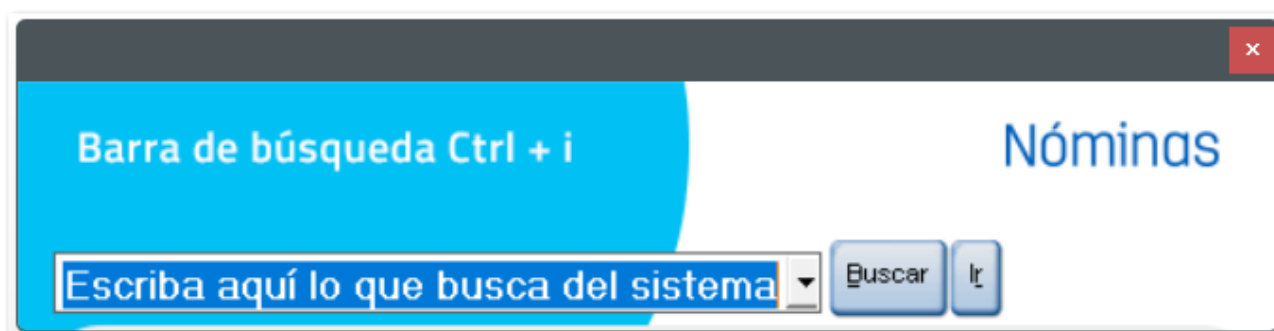 Barra de búsqueda Ctrl + i
Nóminas
Escriba aquí lo que busca del sistema
Buscar
Ir